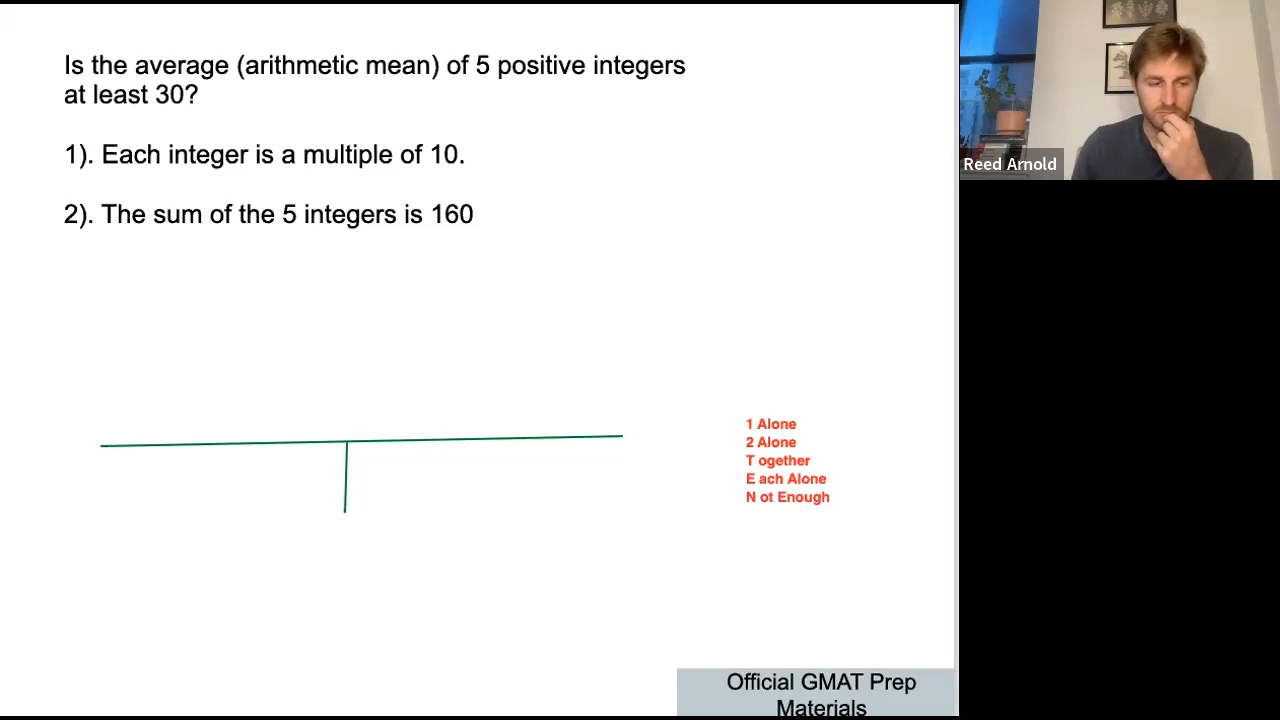 Is the average (arithmetic mean) of 5 positive integers
at least 30?
1). Each integer is a multiple of 10.
2). The sum of the 5 integers is 160
Reed Arnold
1 Alone
2 Alone
T ogether
E ach Alone
N ot Enough
Official GMAT Prep
Materials